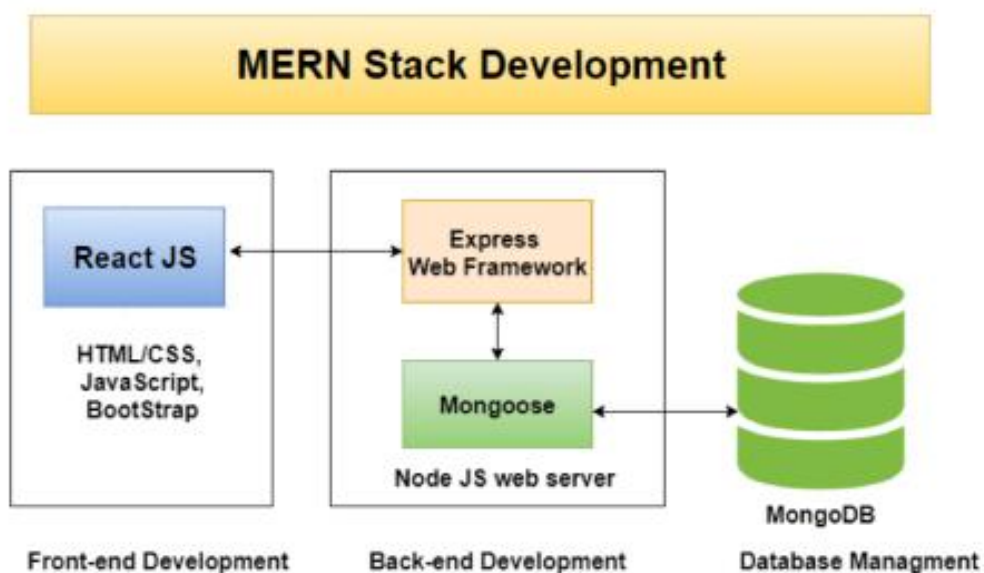 MERN Stack Development
React JS
HTML/CSS,
JavaScript,
BootStrap
Front-end Development
Express
Web Framework
Mongoose
Node JS web server
Back-end Development
MongoDB
Database Managment